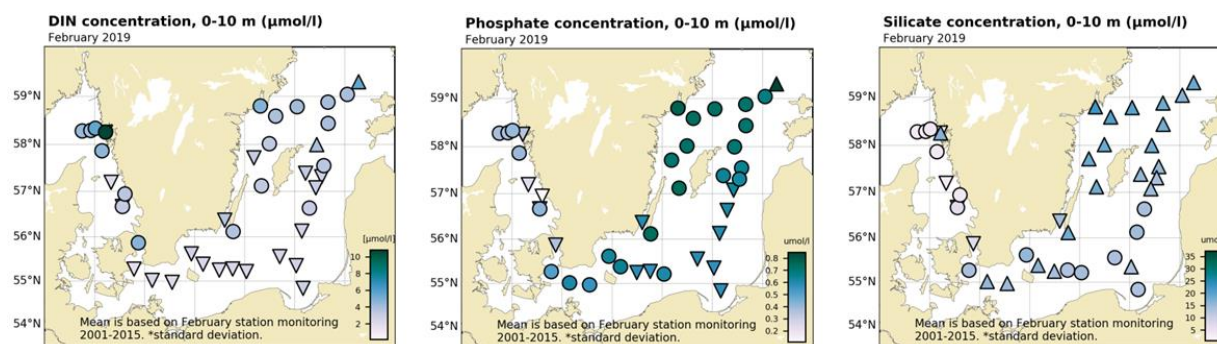 DIN concentration, 0-10 m (µmol/l)
February 2019
59°N
58°N
57°N
56°N
55°N
54°N
[µmol/l]
10
8
6
4
2
Mean is based on February station monitoring
2001-2015. *standard deviation.
Phosphate concentration, 0-10 m (µmol/l)
February 2019
59°N
58°N
57°N
56°N
55°N
54°N
umol/l
0.8
0.7
0.6
0.5
0.4
0.3
0.2
Mean is based on February station monitoring
2001-2015. *standard deviation.
Silicate concentration, 0-10 m (µmol/l)
February 2019
59°N
58°N
57°N
56°N
55°N
54°N
35
30
25
20
15
10
5
Mean is based on February station monitoring
2001-2015. *standard deviation.